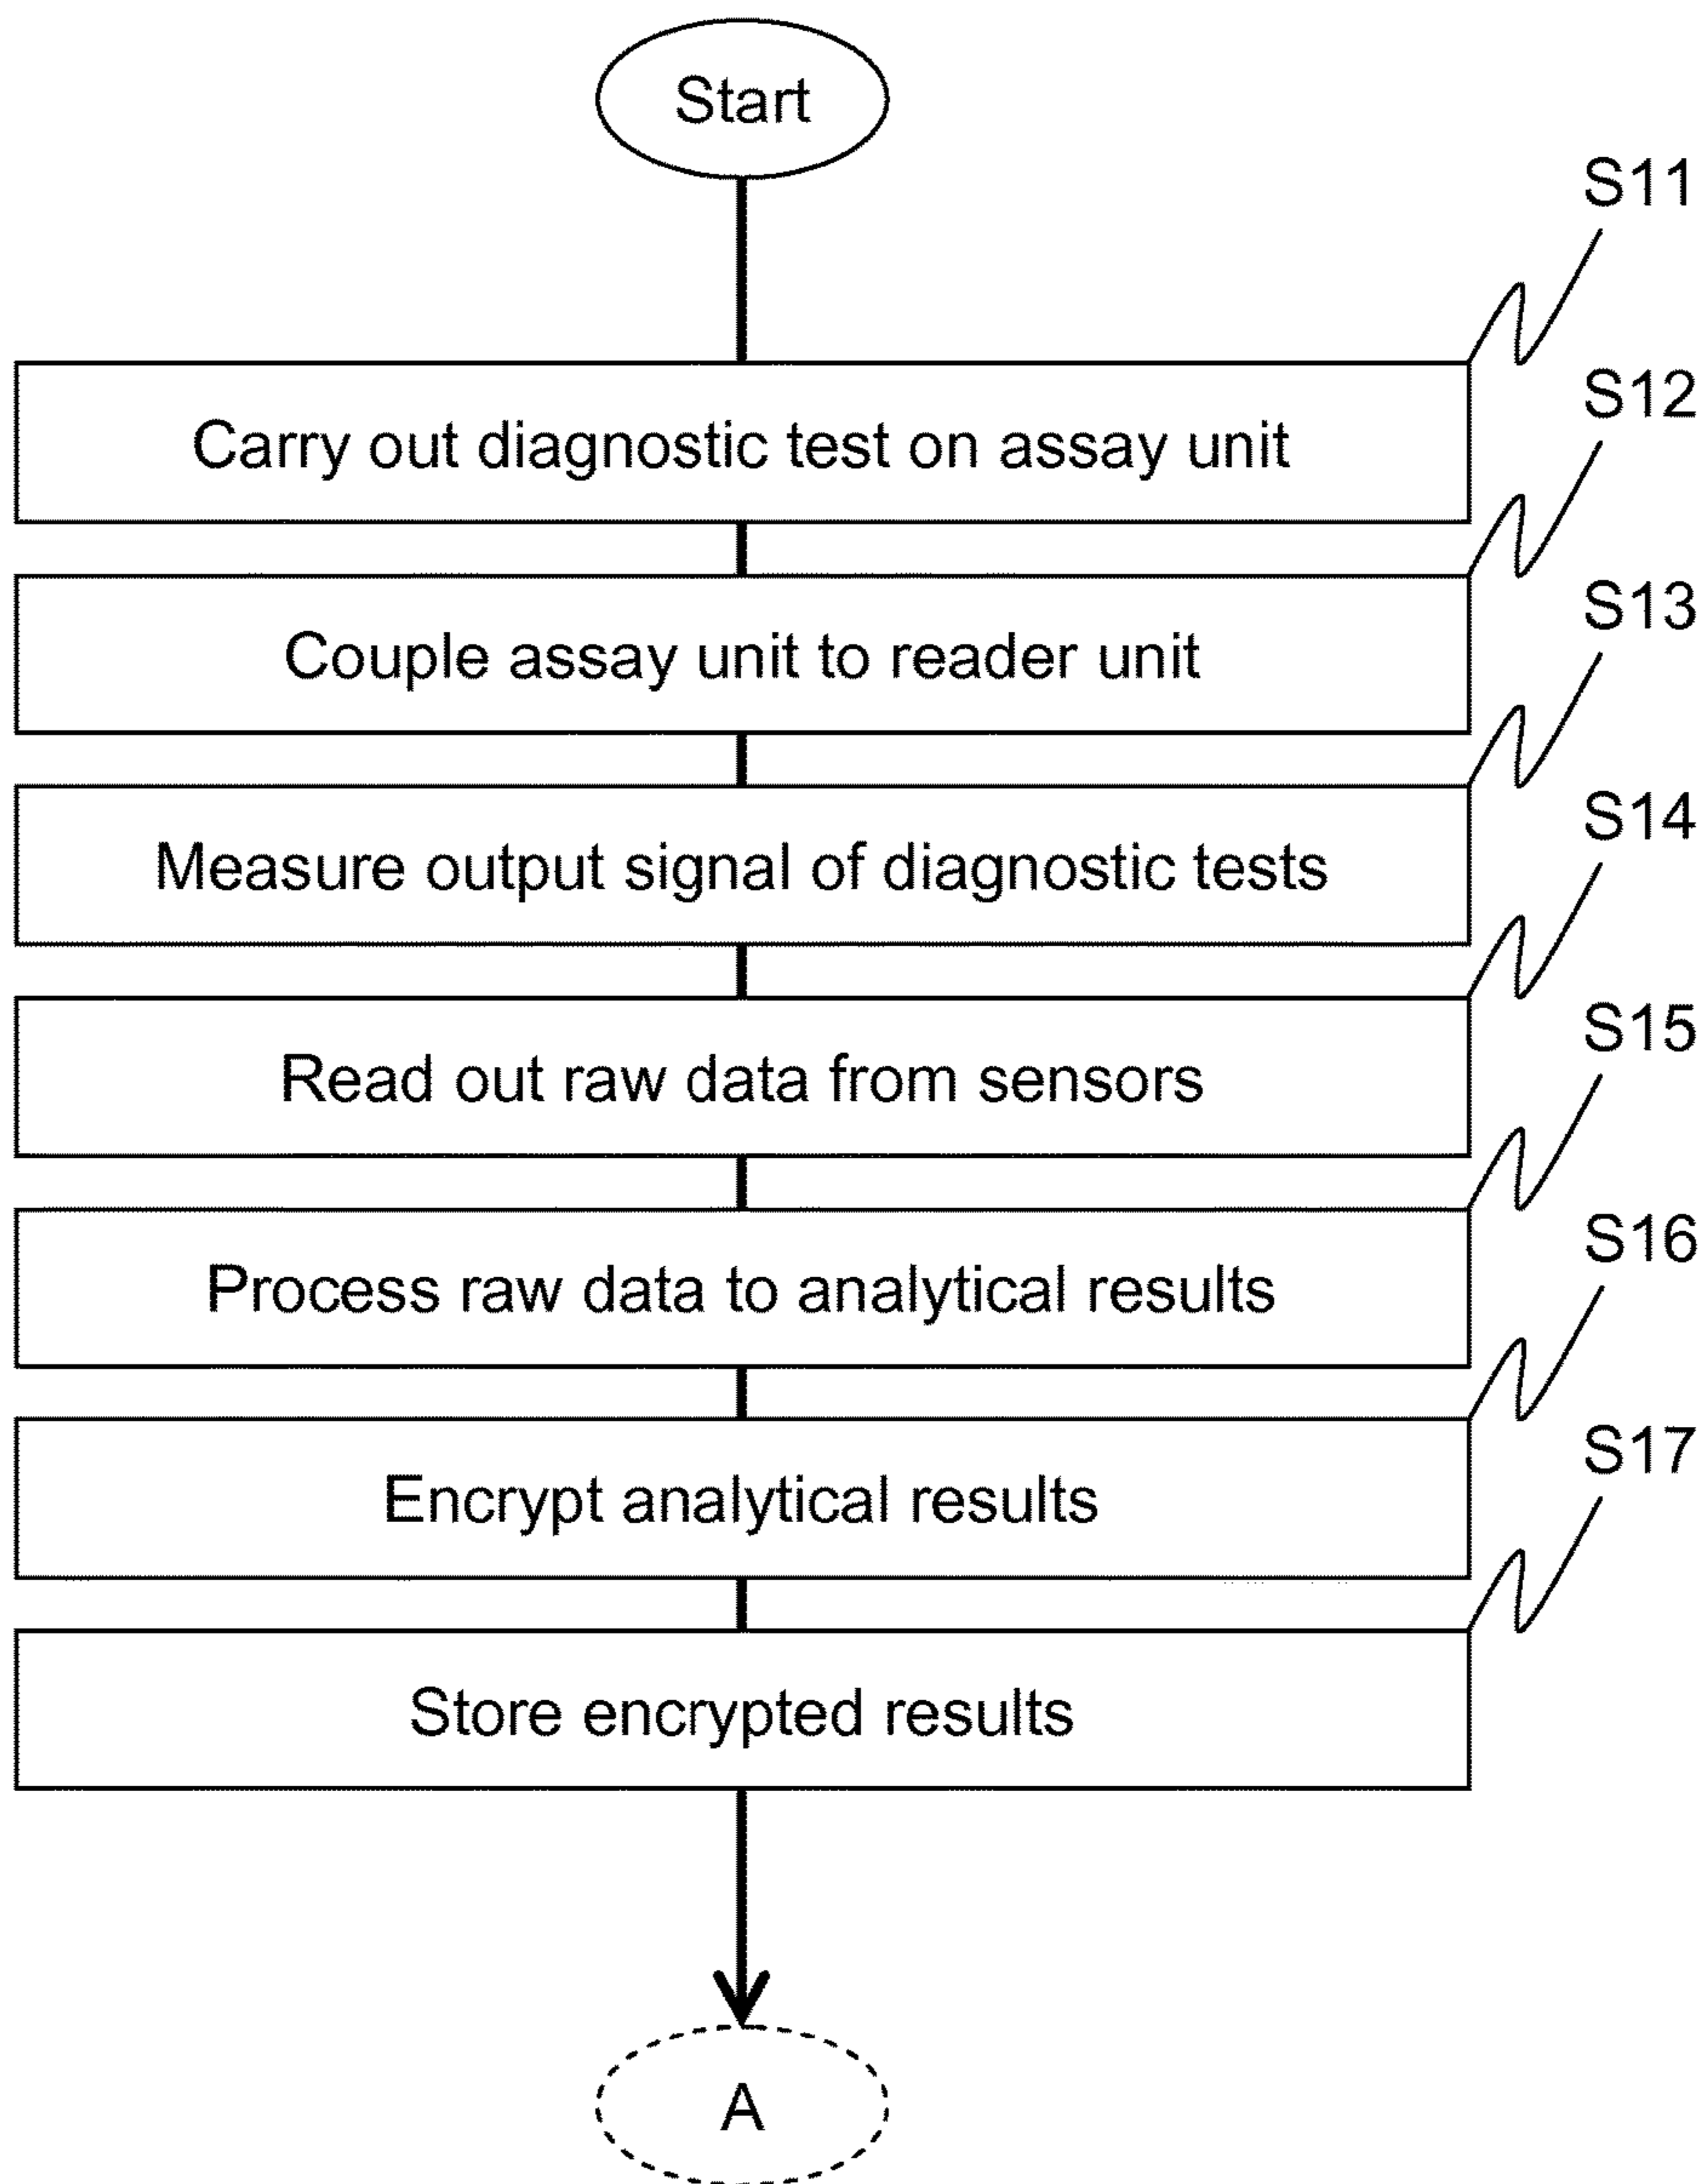 Start
S11
Carry out diagnostic test on assay unit
S12
Couple assay unit to reader unit
S13
Measure output signal of diagnostic tests
S14
Read out raw data from sensors
S15
Process raw data to analytical results
S16
Encrypt analytical results
S17
Store encrypted results
A